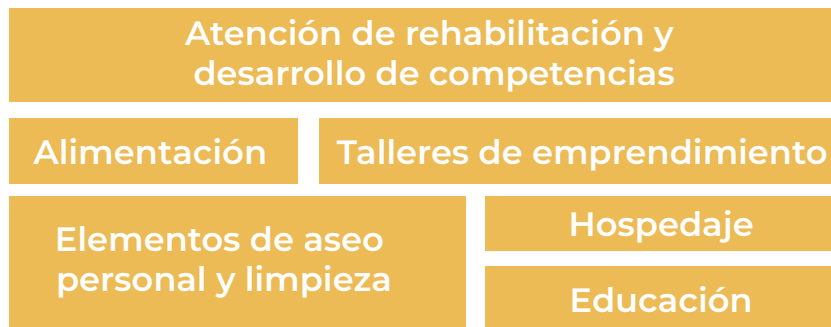 Atención de rehabilitación y
desarrollo de competencias
Alimentación
Talleres de emprendimiento
Elementos de aseo
personal y limpieza
Hospedaje
Educación